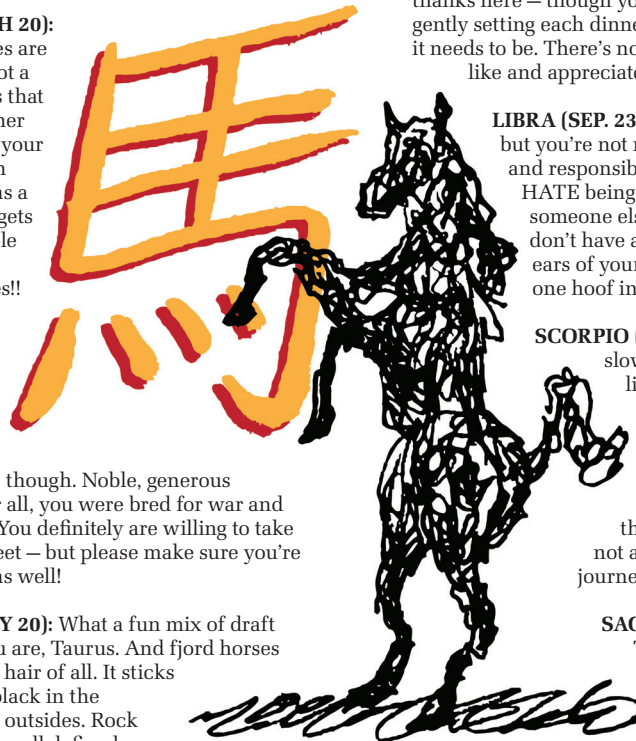 H 20):
es are
ot a
s that
ner
your
n
as a
gets
le
es!!
though. Noble, generous
r all, you were bred for war and
You definitely are willing to take
eet — but please make sure you're
as well!
Y 20): What a fun mix of draft
u are, Taurus. And fjord horses
hair of all. It sticks
black in the
outsides. Rock
馬
thanks here — though yo
gently setting each dinne
it needs to be. There's no
like and appreciate
LIBRA (SEP. 23
but you're not
and responsib
HATE being
someone els
don't have a
ears of your
one hoof in
SCORPIO (
slow
li
th
not a
journe
SAG
T